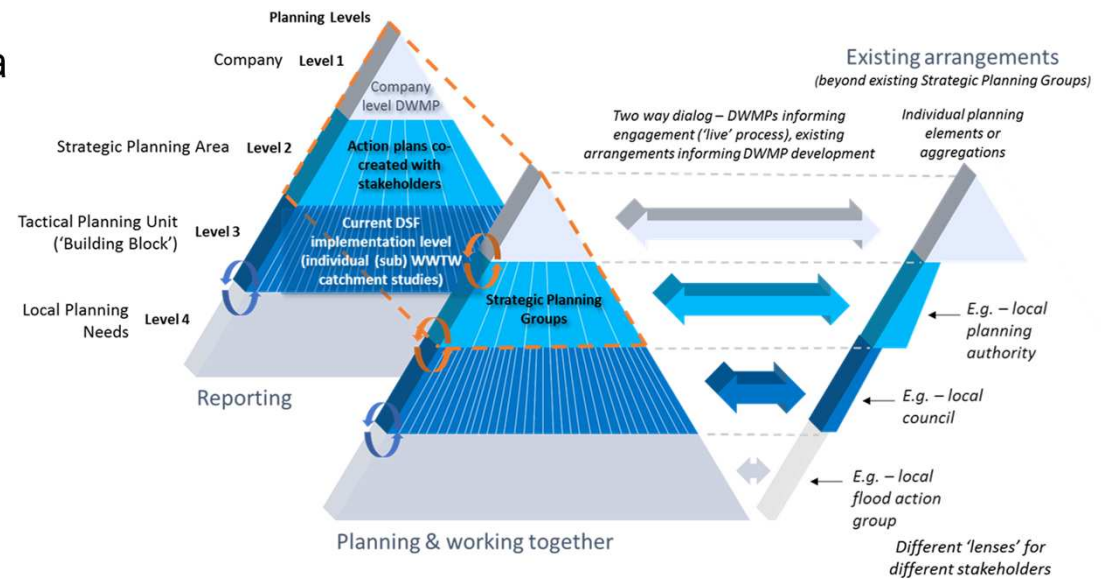 a
Planning Levels
Company Level 1
Company
level DWMP
Strategic Planning Area Level 2
Action plans co-
created with
stakeholders
Tactical Planning Unit
(‘Building Block’)
Level 3
Current DSF
implementation level
(individual (sub) WWTW
catchment studies)
Local Planning
Needs
Level 4
Reporting
Strategic Planning
Groups
Planning & working together
Two way dialog – DWMPs informing
engagement (‘live’ process), existing
arrangements informing DWMP development
Existing arrangements
(beyond existing Strategic Planning Groups)
Individual planning
elements or
aggregations
E.g. – local
planning
authority
E.g. – local
council
E.g. – local
flood action
group
Different ‘lenses’ for
different stakeholders